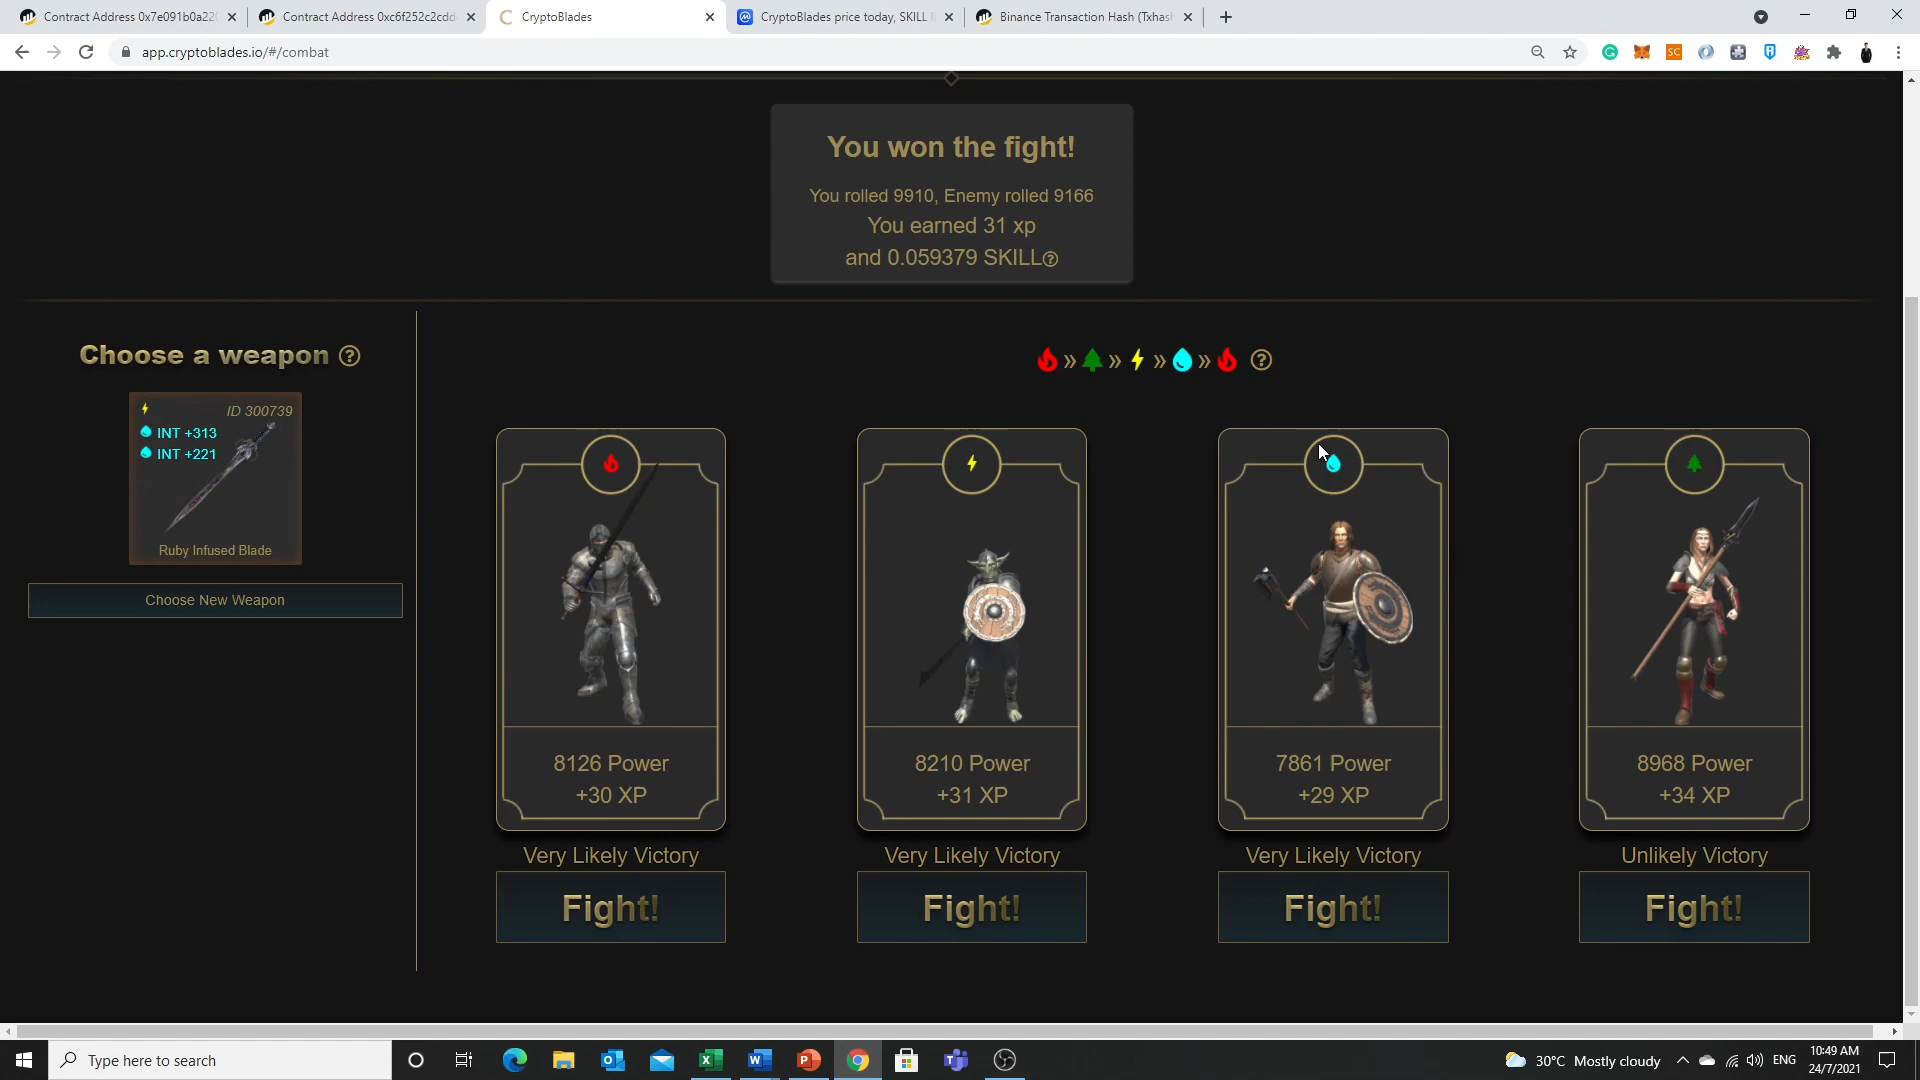 Contract Address 0x7e091b0a220
Contract Address 0xc6f252c2cdd
CryptoBlades
CryptoBlades price today, SKILL
Binance Transaction Hash (Txhas
app.cryptoblades.io/#/combat
You won the fight!
You rolled 9910, Enemy rolled 9166
You earned 31 xp
and 0.059379 SKILL?
Choose a weapon ?
ID 300739
INT +313
INT +221
Ruby Infused Blade
Choose New Weapon
8126 Power
+30 XP
Very Likely Victory
Fight!
8210 Power
+31 XP
Very Likely Victory
Fight!
7861 Power
+29 XP
Very Likely Victory
Fight!
8968 Power
+34 XP
Unlikely Victory
Fight!
Type here to search
30°C Mostly cloudy
ENG
10:49 AM
24/7/2021